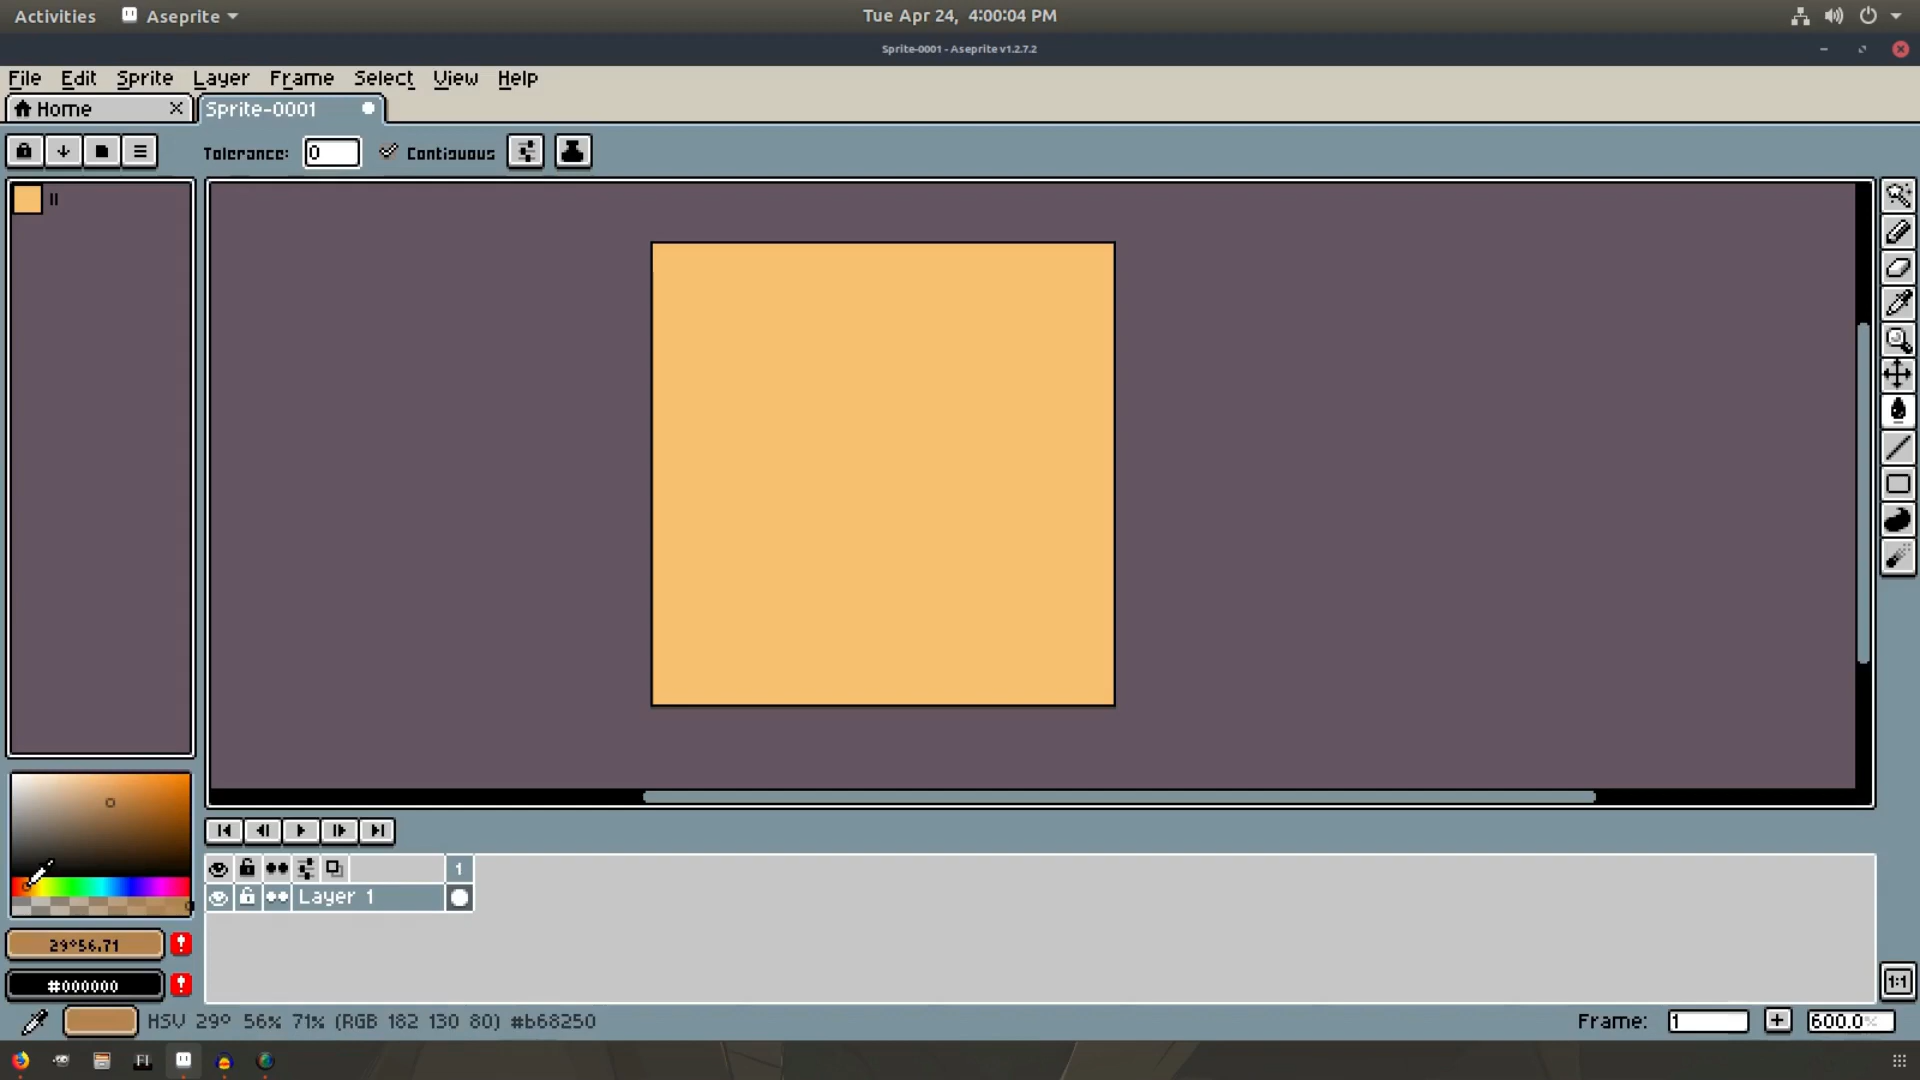 Activities Aseprite Tue Apr 24, 4:00:04 PM
Sprite-0001 - Aseprite v1.2.7.2
File Edit Sprite Layer Frame Select View Help
Home Sprite-0001
Tolerance: 0 Contiguous
1
Layer 1
29°56.71
#000000
1:1
HSV 29° 56% 71% (RGB 182 130 80) #b68250 Frame: 1 + 600.0%